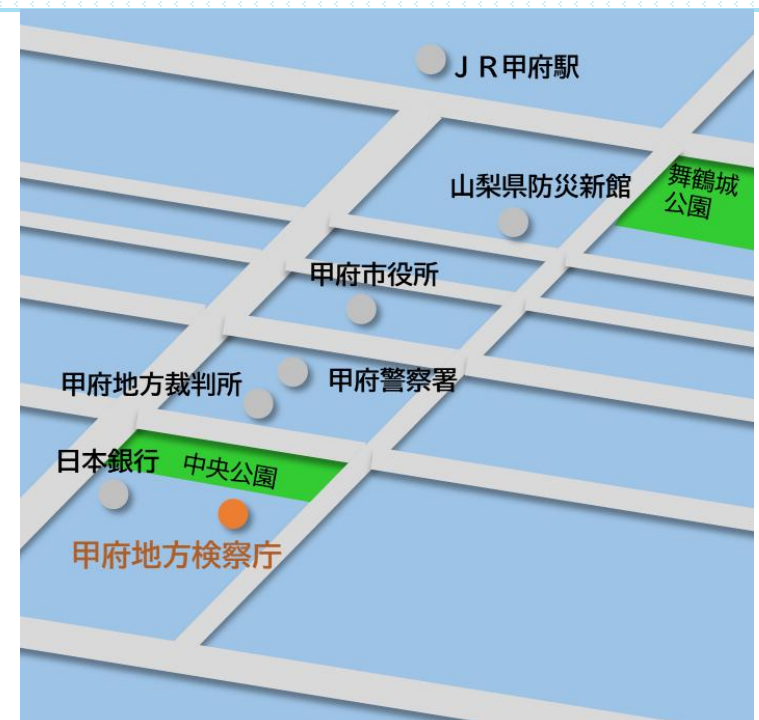 ＪＲ甲府駅
山梨県防災新館
舞鶴城
公園
甲府市役所
甲府警察署
甲府地方裁判所
日本銀行
中央公園
甲府地方検察庁